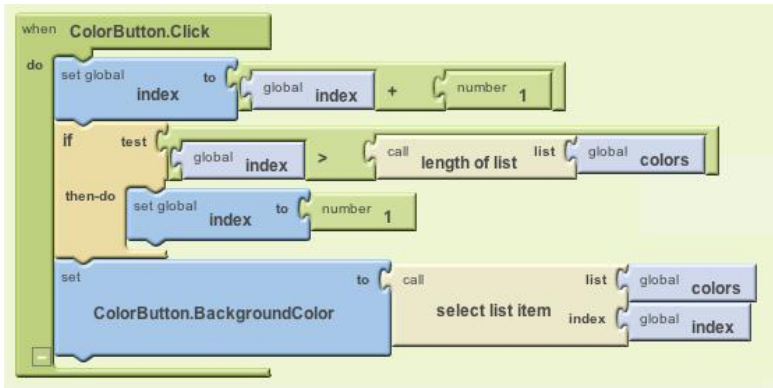 when ColorButton.Click
do
set global index to global index + number 1
if test global index > call length of list list global colors
then-do set global index to number 1
set ColorButton.BackgroundColor to call select list item list global colors
index global index